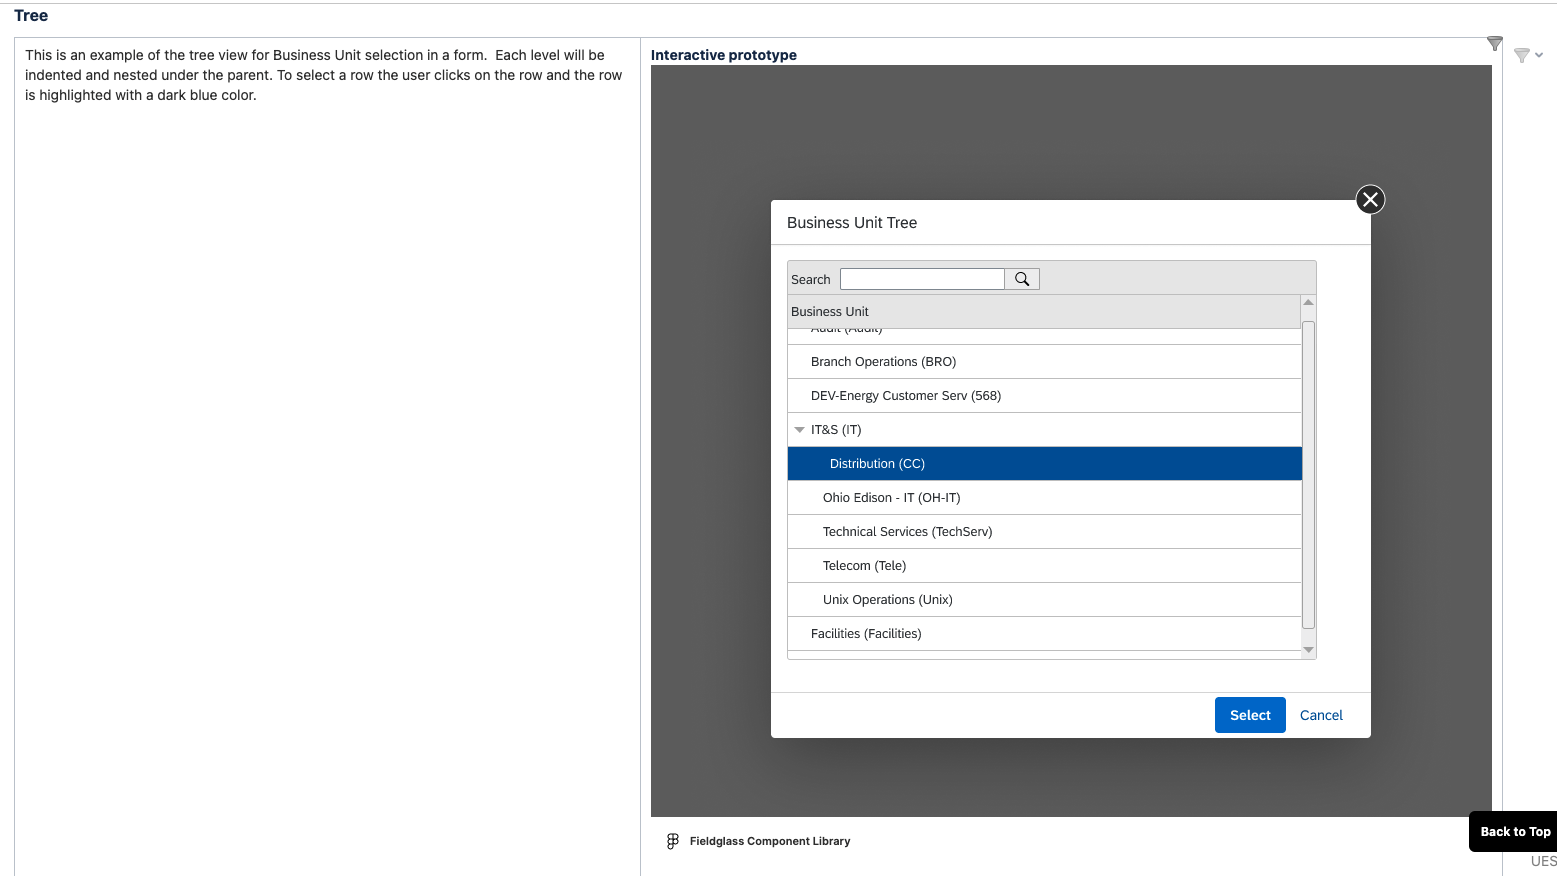 Tree
This is an example of the tree view for Business Unit selection in a form.  Each level will be
indented and nested under the parent. To select a row the user clicks on the row and the row
is highlighted with a dark blue color.
Interactive prototype
Business Unit Tree
Search
Business Unit
Audit (Audit)
Branch Operations (BRO)
DEV-Energy Customer Serv (568)
IT&S (IT)
Distribution (CC)
Ohio Edison - IT (OH-IT)
Technical Services (TechServ)
Telecom (Tele)
Unix Operations (Unix)
Facilities (Facilities)
Select
Cancel
Fieldglass Component Library
Back to Top
UES